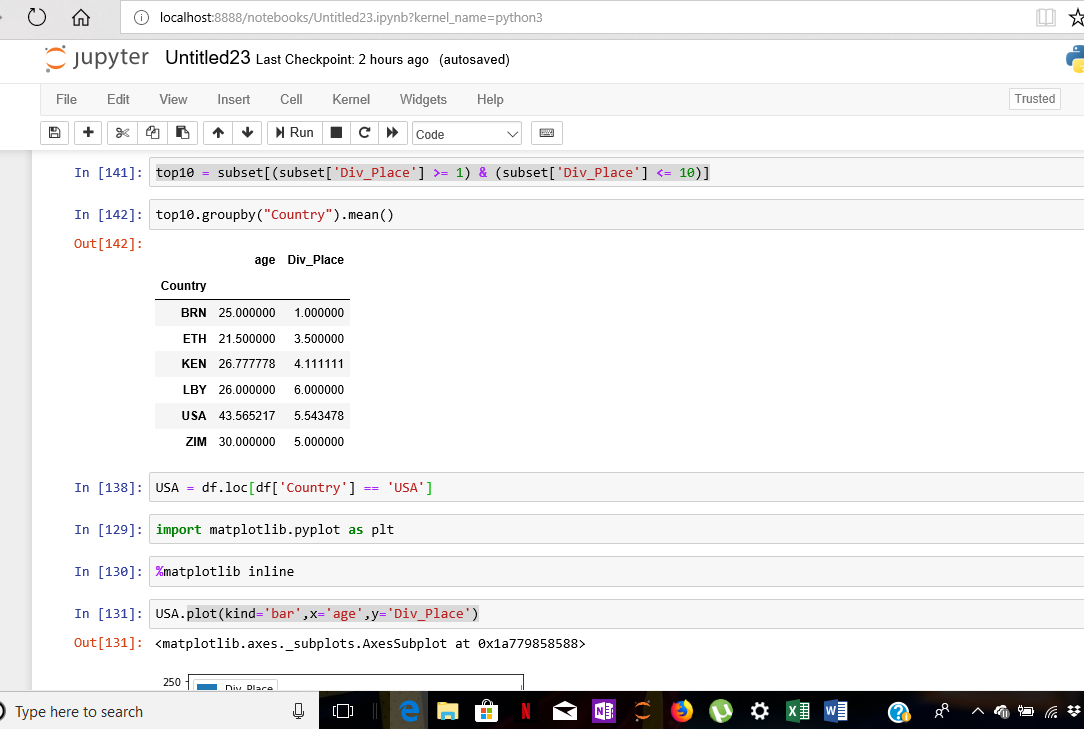 localhost:8888/notebooks/Untitled23.ipynb?kernel_name=python3
jupyter Untitled23 Last Checkpoint: 2 hours ago (autosaved)
File Edit View Insert Cell Kernel Widgets Help Trusted
Run Code
In [141]: top10 = subset[(subset['Div_Place'] >= 1) & (subset['Div_Place'] <= 10)]
In [142]: top10.groupby("Country").mean()
Out[142]:
age Div_Place
Country
BRN 25.000000 1.000000
ETH 21.500000 3.500000
KEN 26.777778 4.111111
LBY 26.000000 6.000000
USA 43.565217 5.543478
ZIM 30.000000 5.000000
In [138]: USA = df.loc[df['Country'] == 'USA']
In [129]: import matplotlib.pyplot as plt
In [130]: %matplotlib inline
In [131]: USA.plot(kind='bar',x='age',y='Div_Place')
Out[131]: <matplotlib.axes._subplots.AxesSubplot at 0x1a779858588>
250 Div_Place
Type here to search